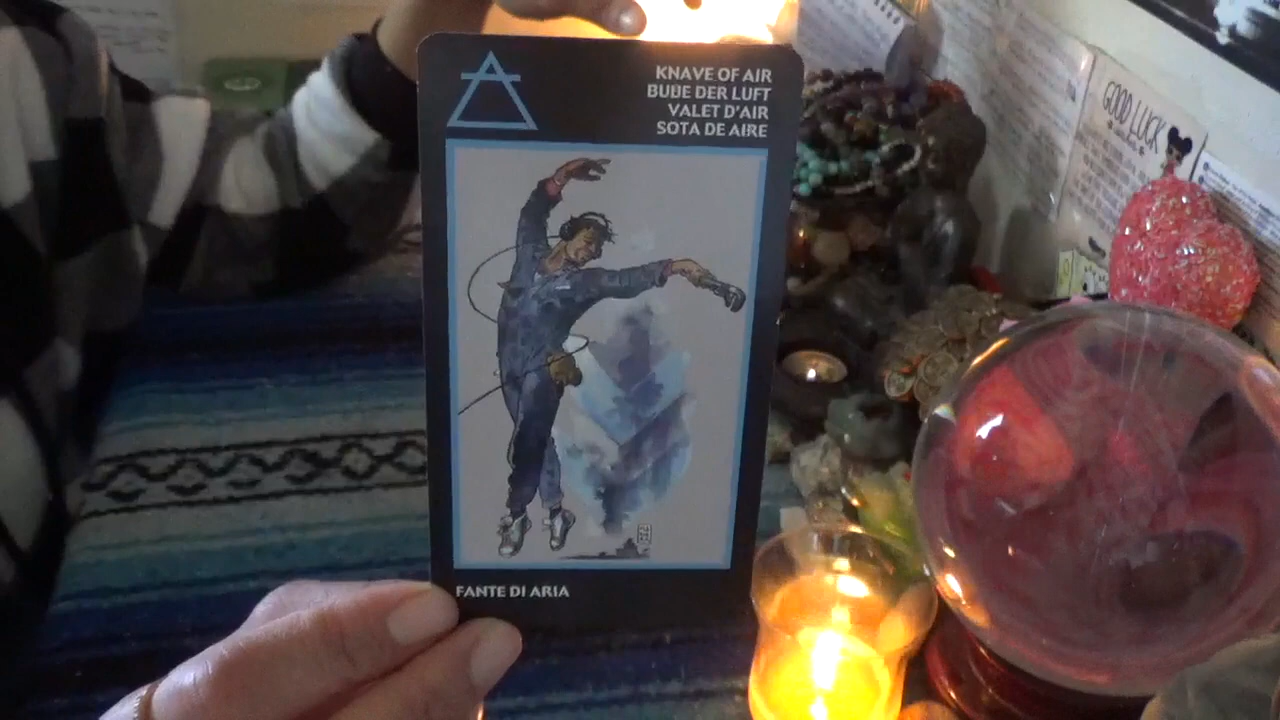 KNAVE OF AIR
BUBE DER LUFT
VALET D'AIR
SOTA DE AIRE
FANTE DI ARIA
GOOD LUCK